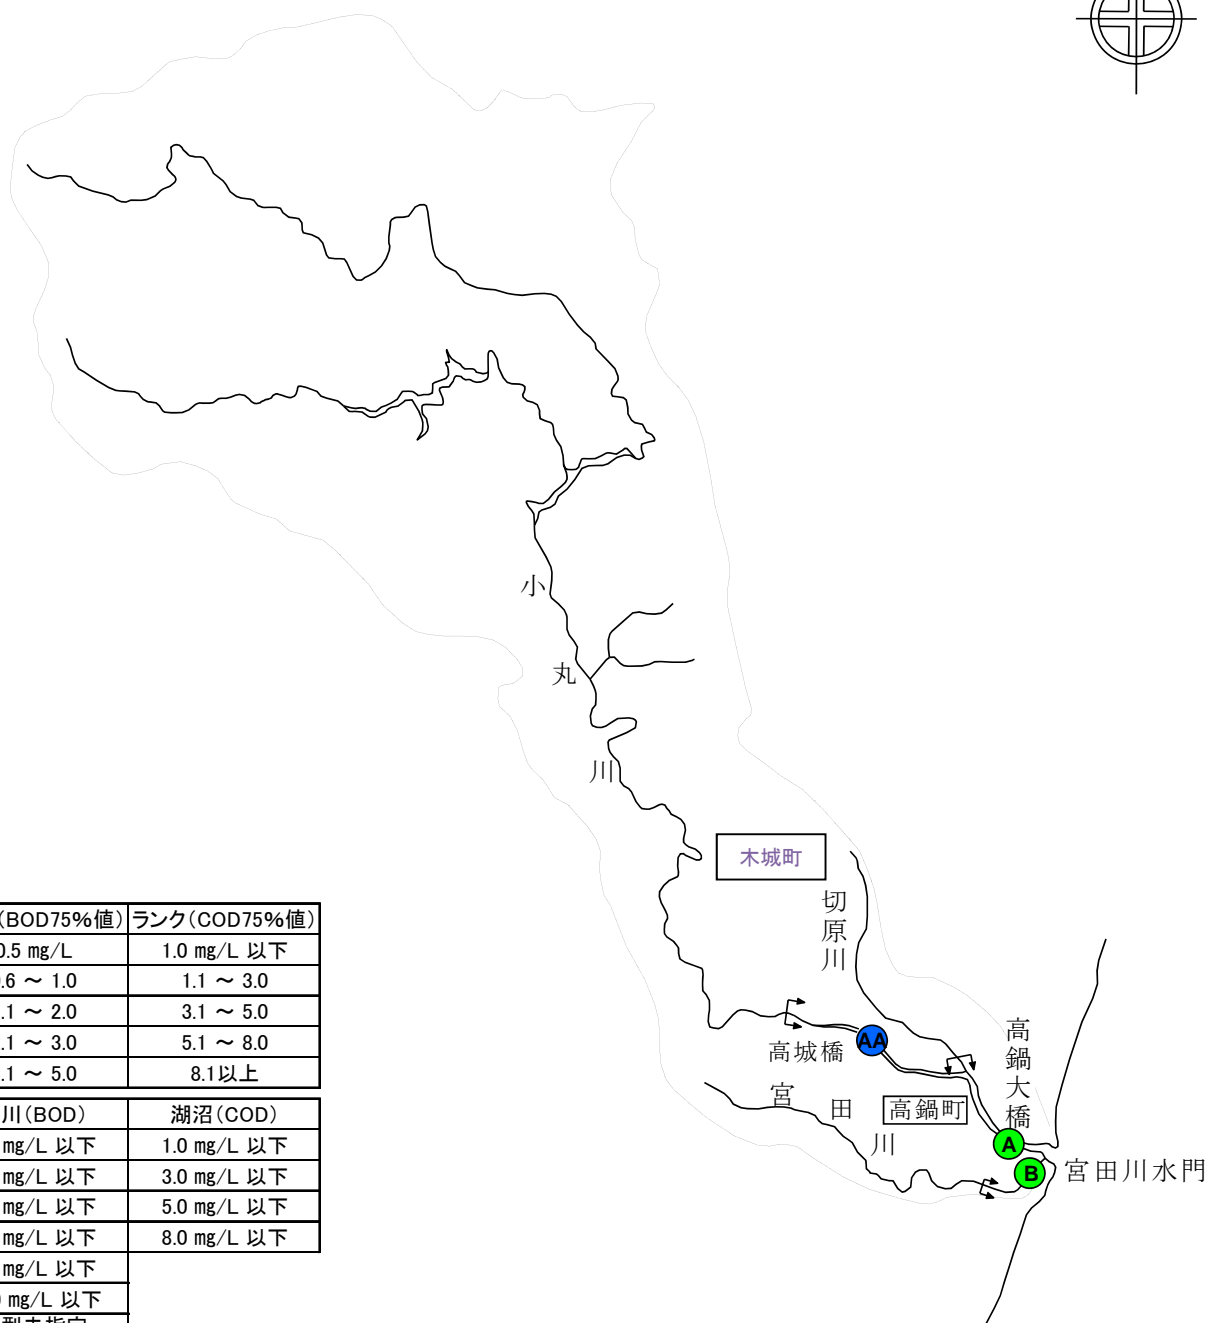 小
丸
川
木城町
切原川
高鍋大橋
高城橋
AA
宮
田
川
高鍋町
A
B
宮田川水門
(BOD75%値) ランク(COD75%値)
0.5 mg/L 1.0 mg/L 以下
.6 ～ 1.0 1.1 ～ 3.0
.1 ～ 2.0 3.1 ～ 5.0
.1 ～ 3.0 5.1 ～ 8.0
.1 ～ 5.0 8.1以上
川(BOD) 湖沼(COD)
mg/L 以下 1.0 mg/L 以下
mg/L 以下 3.0 mg/L 以下
mg/L 以下 5.0 mg/L 以下
mg/L 以下 8.0 mg/L 以下
mg/L 以下
mg/L 以下